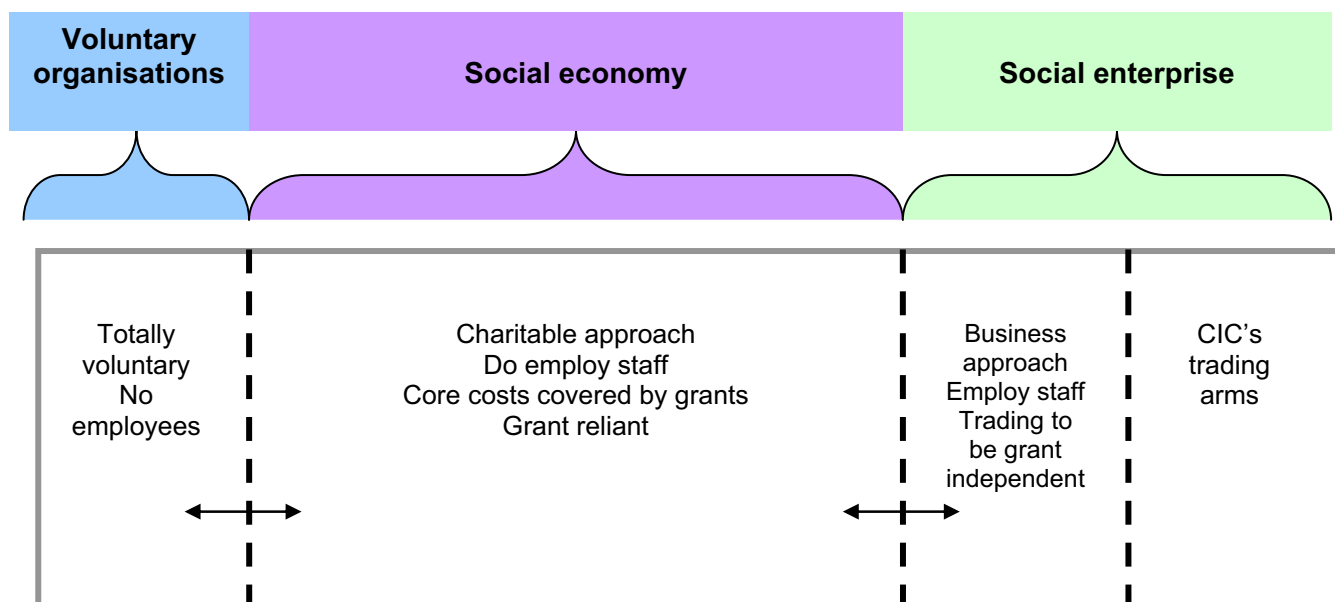 Voluntary
organisations
Social economy
Social enterprise
Totally
voluntary
No
employees
Charitable approach
Do employ staff
Core costs covered by grants
Grant reliant
Business
approach
Employ staff
Trading to
be grant
independent
CIC's
trading
arms